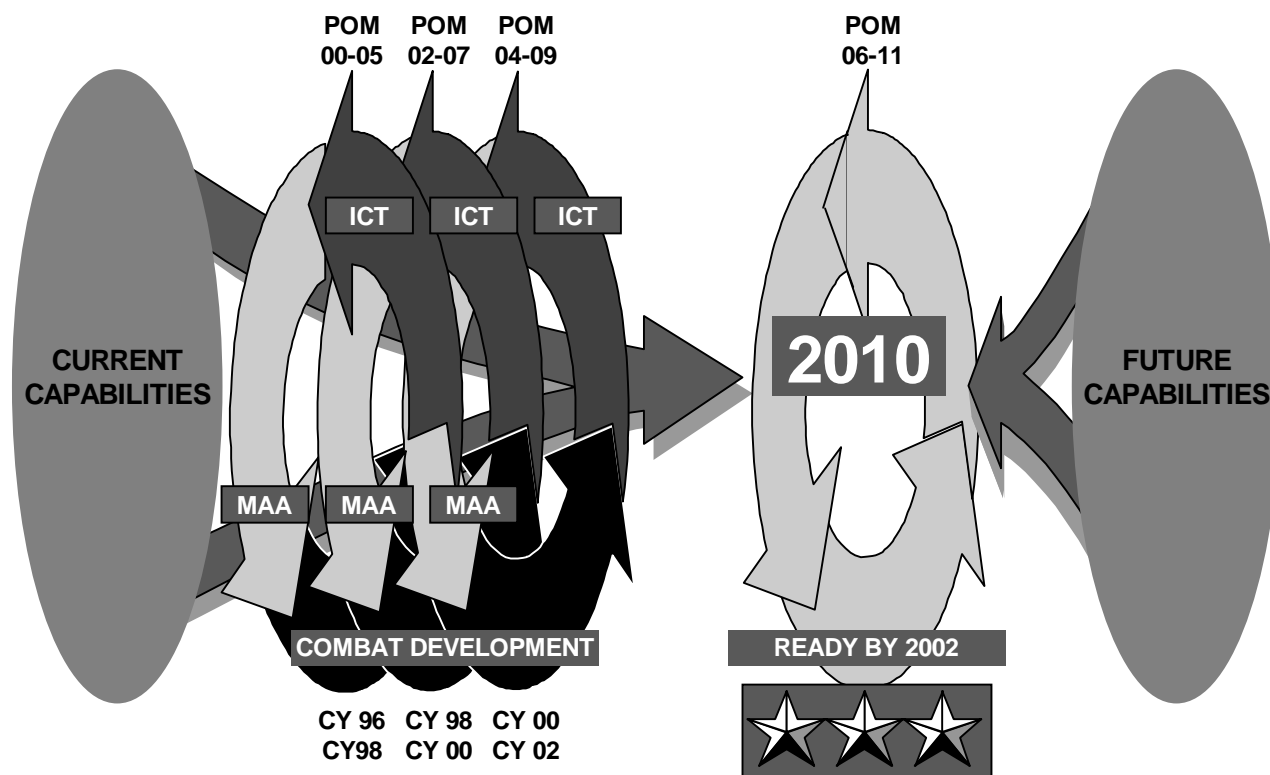 POM POM POM POM
00-05 02-07 04-09 06-11
ICT ICT ICT
2010
CURRENT
CAPABILITIES
FUTURE
CAPABILITIES
MAA MAA MAA
COMBAT DEVELOPMENT
READY BY 2002
CY 96 CY 98 CY 00
CY98 CY 00 CY 02